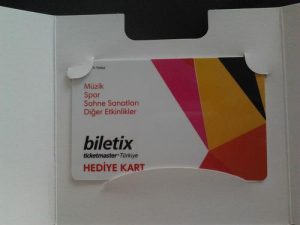 Müzik
Spor
Sahne Sanatları
Diğer Etkinlikler
biletix
ticketmaster Türkiye
HEDİYE KART